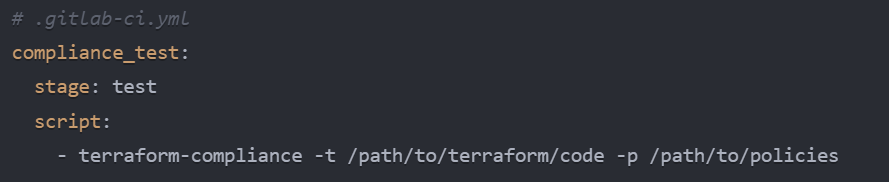 # .gitlab-ci.yml
compliance_test:
  stage: test
  script:
    - terraform-compliance -t /path/to/terraform/code -p /path/to/policies